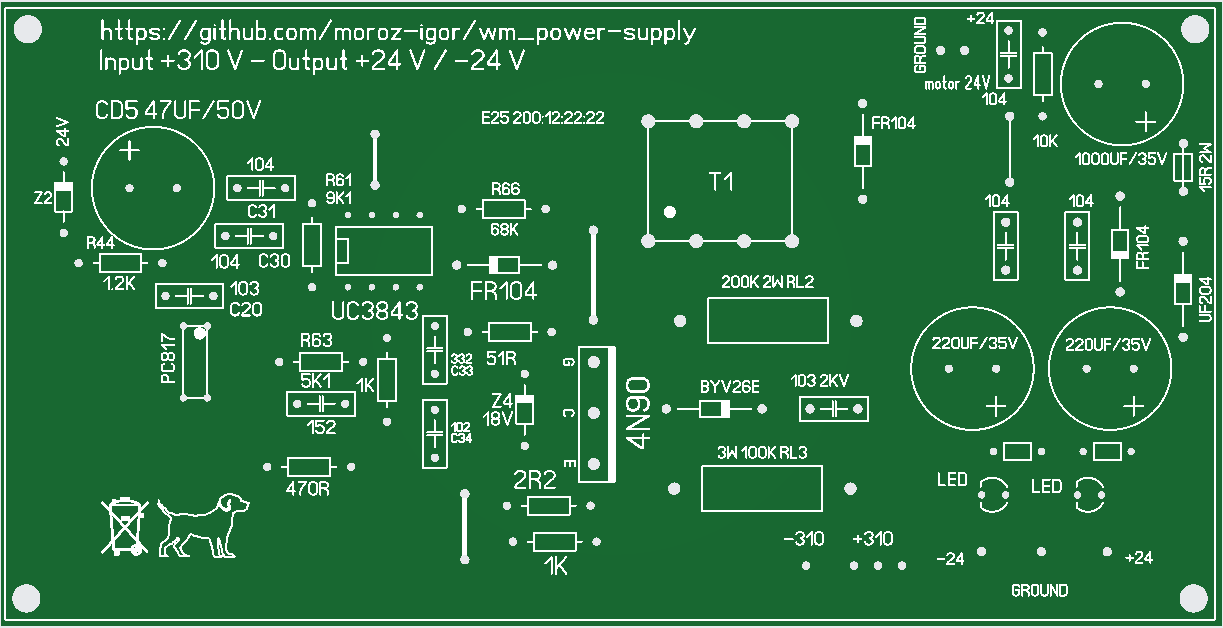 https://github.com/moroz-igor/wm_power-supply
Input +310 V - Output +24 V / -24 V
CD5 47UF/50V
E25 200:12:22:22
24V
Z2
104
C31
R61
9K1
R66
68K
R44
1.2K
104
C30
103
C20
UC3843
FR104
PC817
R63
5K1
1K
332
C33
51R
152
102
C34
Z4
18V
G
C
E
4N90
470R
2R2
1K
T1
FR104
200K 2W RL2
BYV26E
103 2KV
3W 100K RL3
-310
+310
GROUND
+24
motor 24V
104
10K
1000UF/35V
15R 2W
104
104
FR104
UF204
220UF/35V
220UF/35V
LED
LED
-24
+24
GROUND